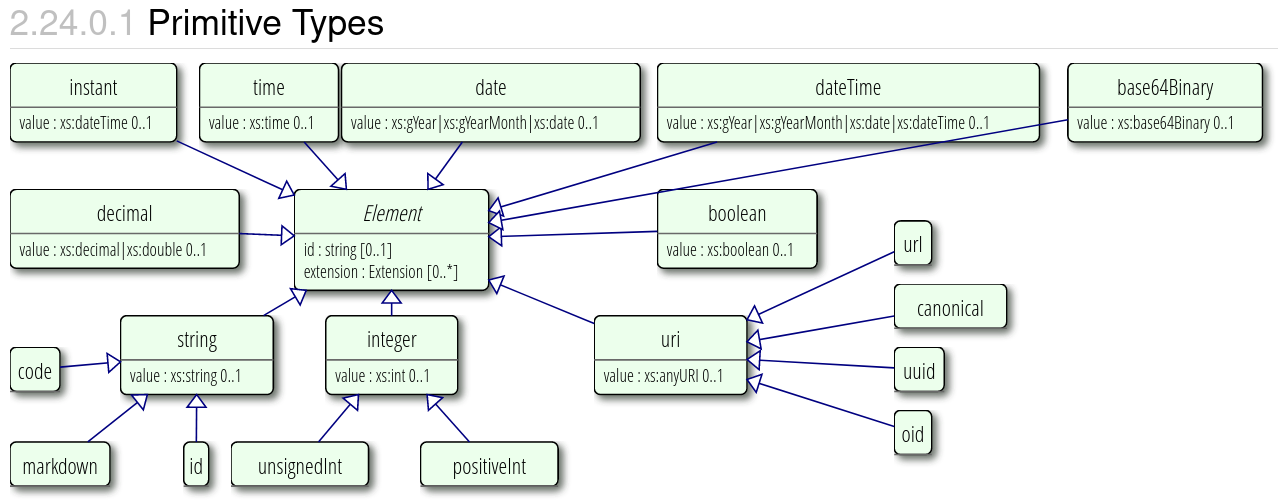 2.24.0.1 Primitive Types
instant
value : xs:dateTime 0..1
time
value : xs:time 0..1
date
value : xs:gYear|xs:gYearMonth|xs:date 0..1
dateTime
value : xs:gYear|xs:gYearMonth|xs:date|xs:dateTime 0..1
base64Binary
value : xs:base64Binary 0..1
decimal
value : xs:decimal|xs:double 0..1
Element
id : string [0..1]
extension : Extension [0..*]
boolean
value : xs:boolean 0..1
url
canonical
string
value : xs:string 0..1
integer
value : xs:int 0..1
uri
value : xs:anyURI 0..1
code
uuid
oid
markdown
id
unsignedInt
positiveInt